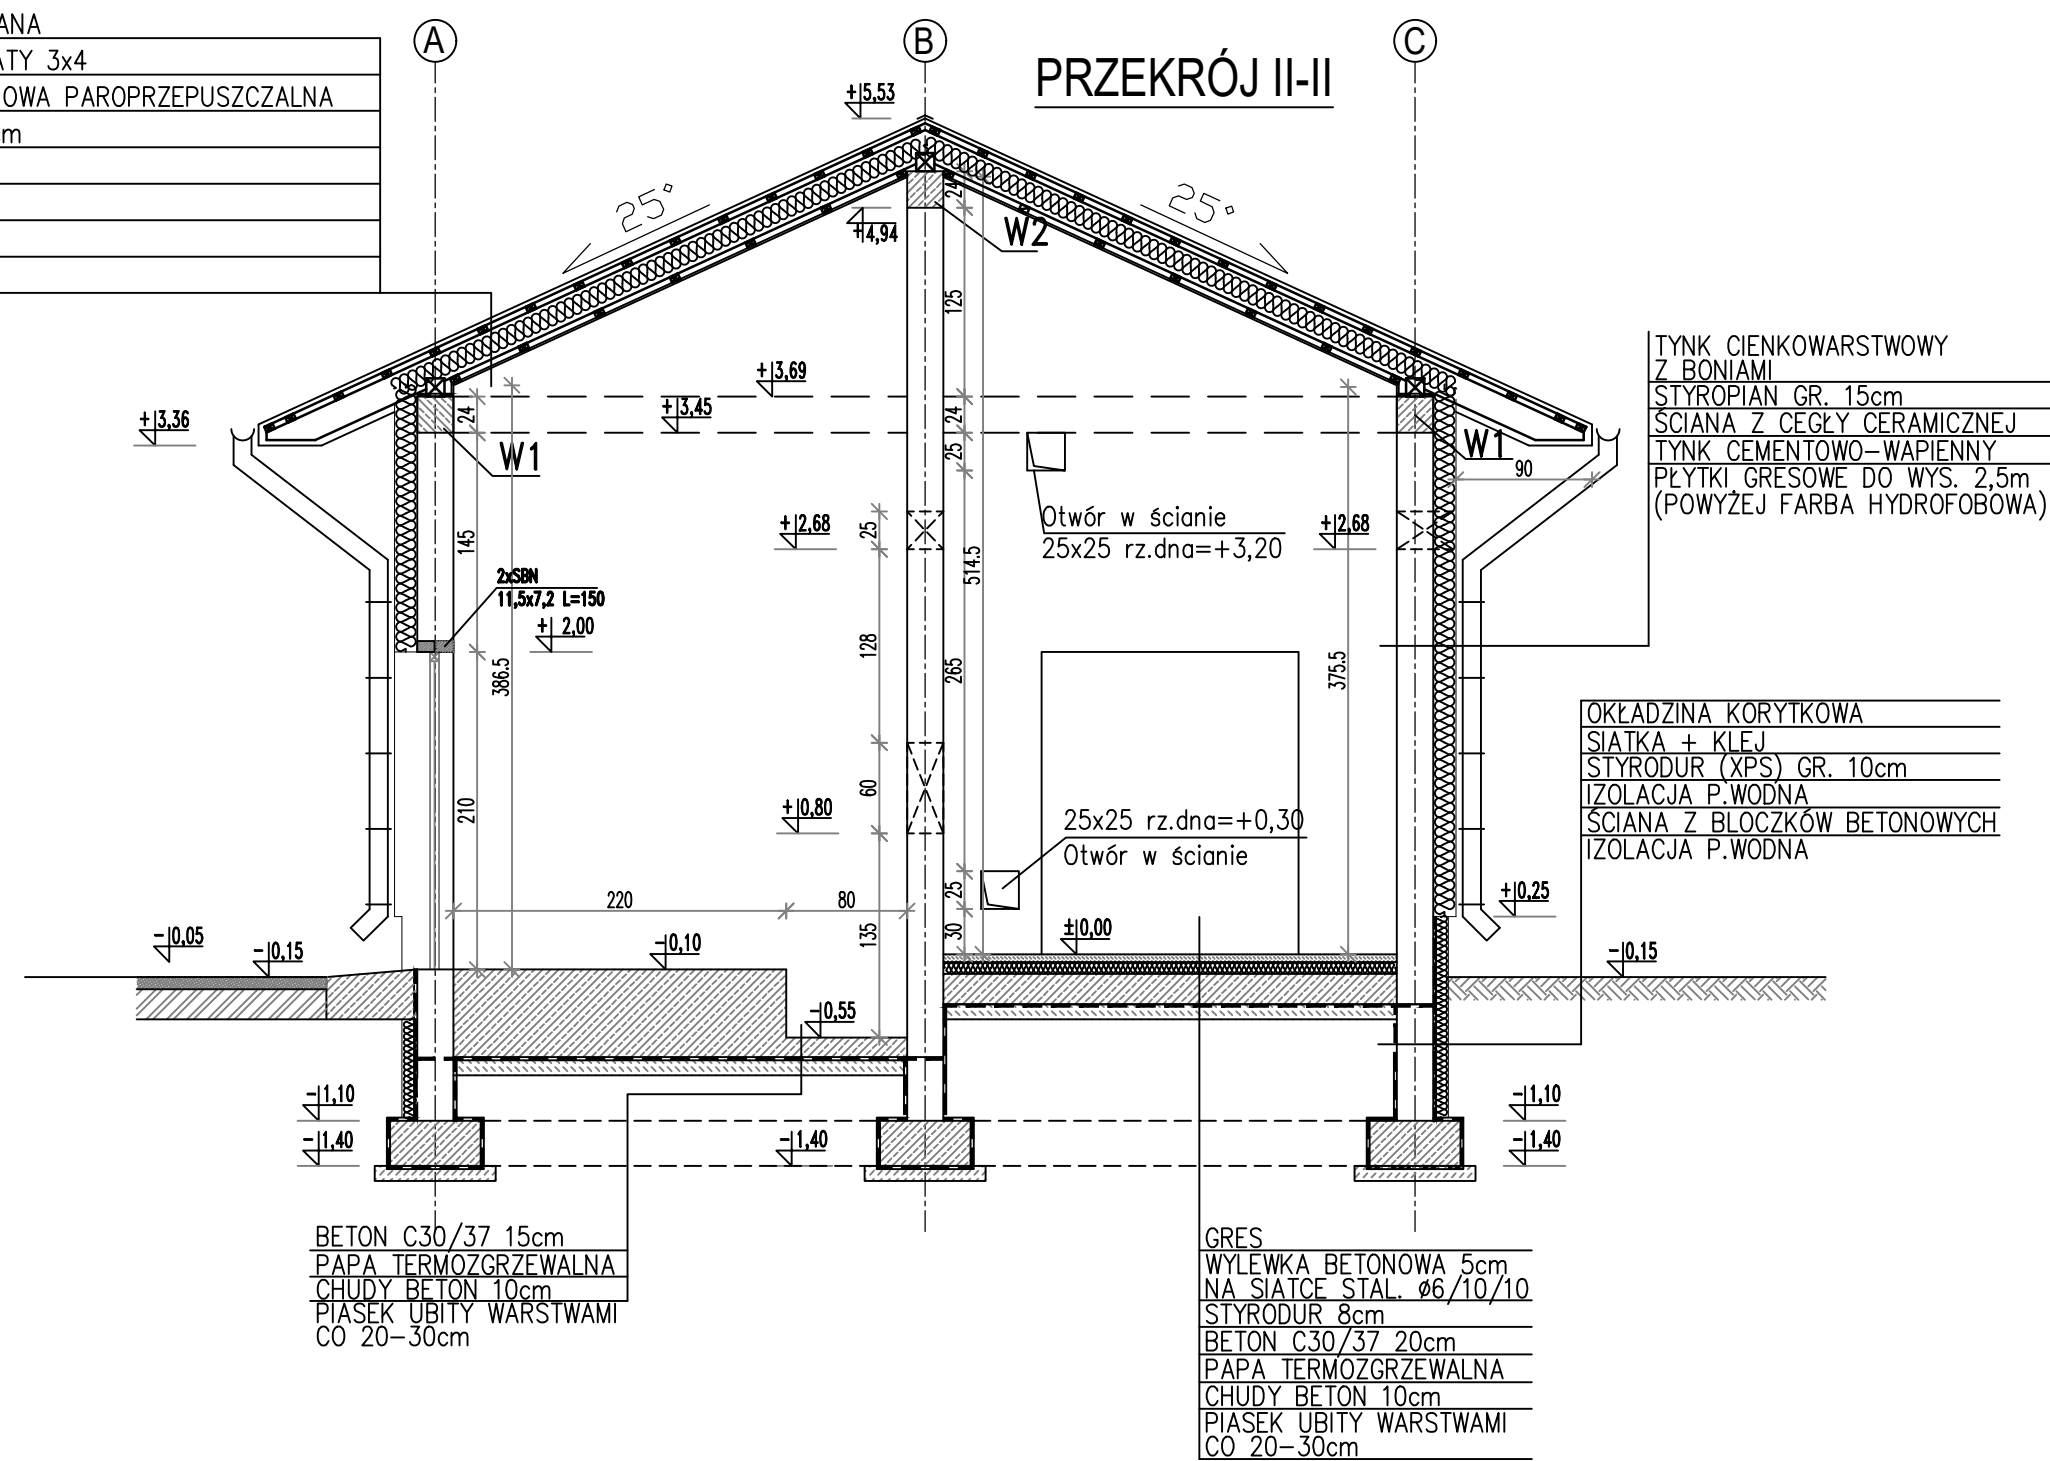 ANA
ATY 3x4
OWA PAROPRZEPUSZCZALNA
cm
A
B
C
PRZEKRÓJ II-II
+5,53
25°
25°
+4,94
W2
24
125
+3,69
+3,45
24
24
25
+3,36
W1
W1
90
TYNK CIENKOWARSTWOWY
Z BONIAMI
STYROPIAN GR. 15cm
ŚCIANA Z CEGŁY CERAMICZNEJ
TYNK CEMENTOWO-WAPIENNY
PŁYTKI GRESOWE DO WYS. 2,5m
(POWYŻEJ FARBA HYDROFOBOWA)
Otwór w ścianie
25x25 rz.dna=+3,20
+2,68
+2,68
25
145
514.5
2xSBN
11,5x7,2 L=150
+2,00
128
386.5
265
375.5
OKŁADZINA KORYTKOWA
SIATKA + KLEJ
STYRODUR (XPS) GR. 10cm
IZOLACJA P.WODNA
ŚCIANA Z BLOCZKÓW BETONOWYCH
IZOLACJA P.WODNA
210
60
+0,80
25x25 rz.dna=+0,30
Otwór w ścianie
220
80
25
30
135
+0,25
±0,00
-0,05
-0,15
-0,10
-0,15
-0,55
-1,10
-1,10
-1,40
-1,40
-1,40
BETON C30/37 15cm
PAPA TERMOZGRZEWALNA
CHUDY BETON 10cm
PIASEK UBITY WARSTWAMI
CO 20-30cm
GRES
WYLEWKA BETONOWA 5cm
NA SIATCE STAL. ø6/10/10
STYRODUR 8cm
BETON C30/37 20cm
PAPA TERMOZGRZEWALNA
CHUDY BETON 10cm
PIASEK UBITY WARSTWAMI
CO 20-30cm